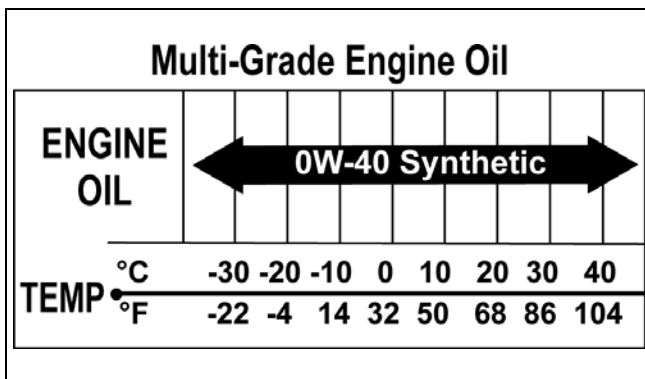 Multi-Grade Engine Oil
ENGINE
OIL
0W-40 Synthetic
TEMP
°C -30 -20 -10 0 10 20 30 40
°F -22 -4 14 32 50 68 86 104